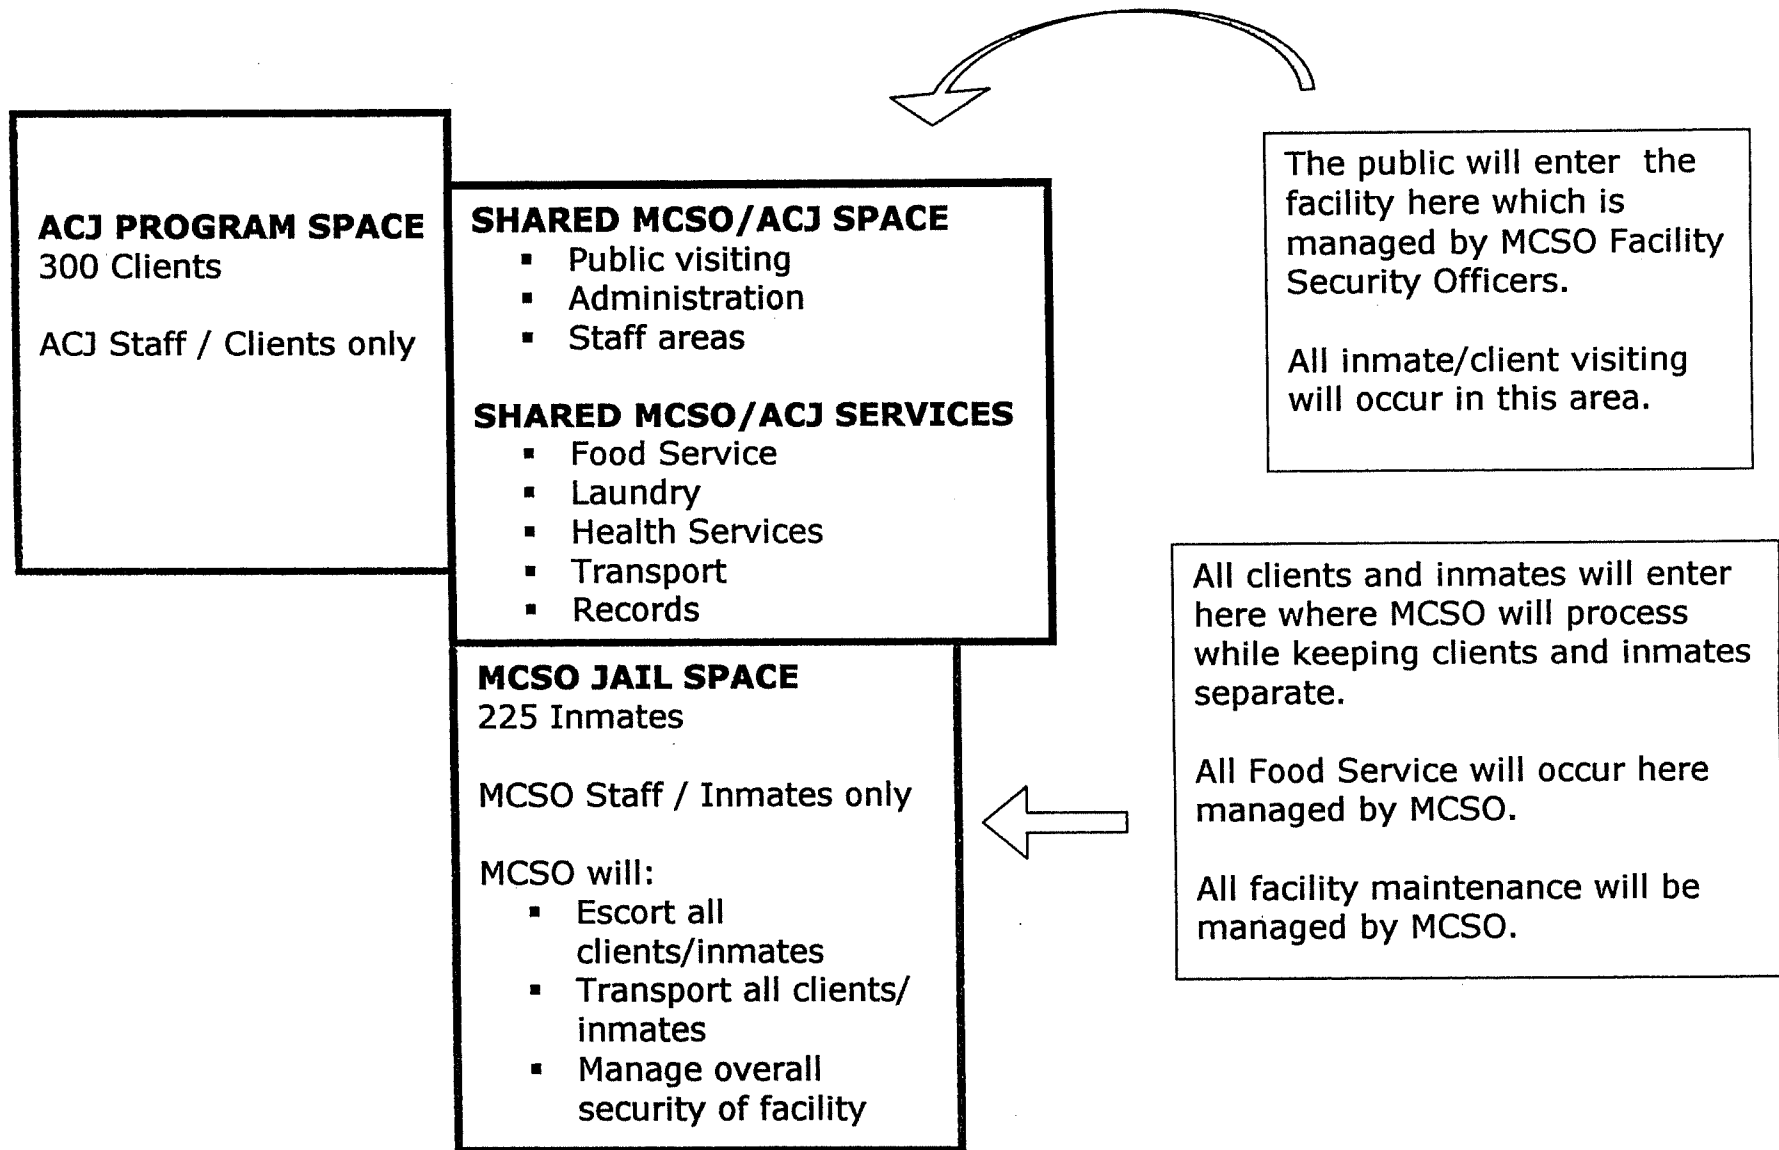 ACJ PROGRAM SPACE
300 Clients
ACJ Staff / Clients only
SHARED MCSO/ACJ SPACE
▪ Public visiting
▪ Administration
▪ Staff areas
SHARED MCSO/ACJ SERVICES
▪ Food Service
▪ Laundry
▪ Health Services
▪ Transport
▪ Records
MCSO JAIL SPACE
225 Inmates
MCSO Staff / Inmates only
MCSO will:
▪ Escort all
clients/inmates
▪ Transport all clients/
inmates
▪ Manage overall
security of facility
The public will enter the
facility here which is
managed by MCSO Facility
Security Officers.
All inmate/client visiting
will occur in this area.
All clients and inmates will enter
here where MCSO will process
while keeping clients and inmates
separate.
All Food Service will occur here
managed by MCSO.
All facility maintenance will be
managed by MCSO.